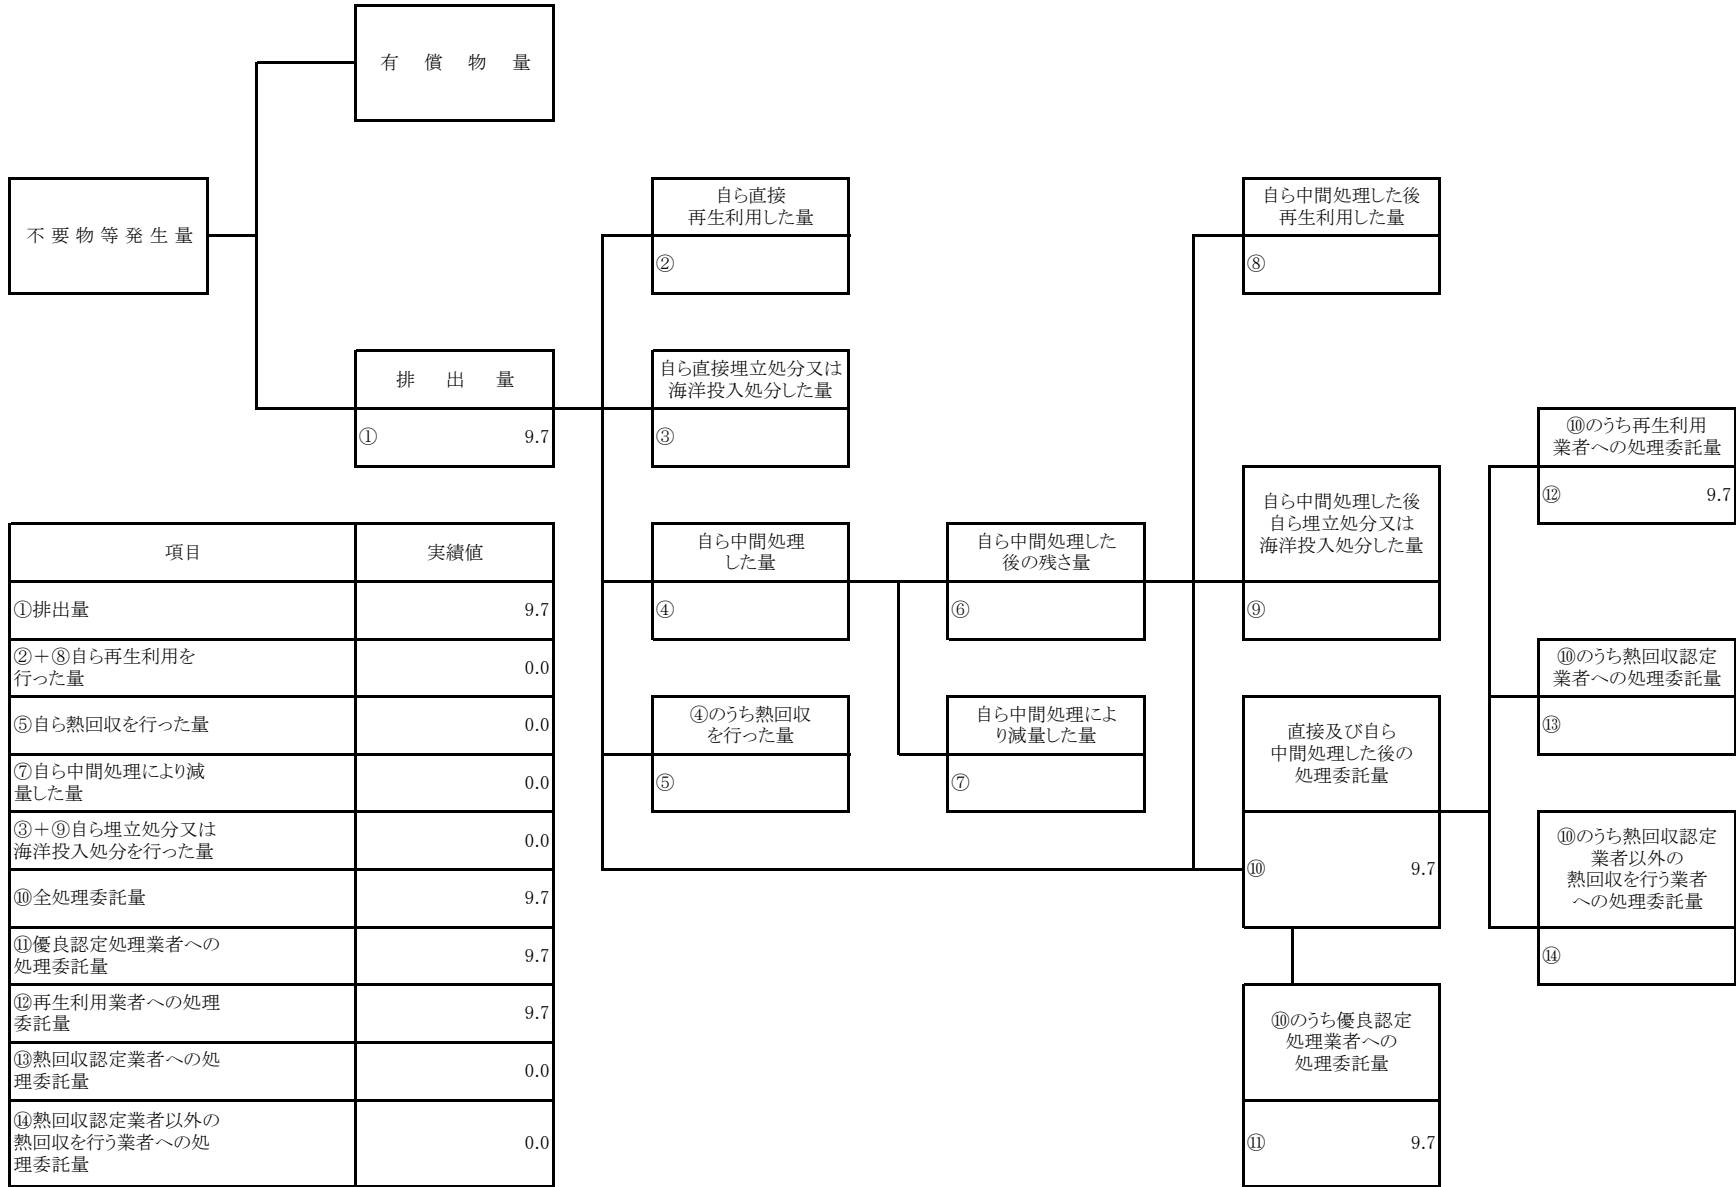 有償物量
不要物等発生量
自ら直接
再生利用した量
②
自ら中間処理した後
再生利用した量
⑧
排出量
① 9.7
自ら直接埋立処分又は
海洋投入処分した量
③
⑩のうち再生利用
業者への処理委託量
⑫ 9.7
自ら中間処理
した量
④
自ら中間処理した
後の残さ量
⑥
自ら中間処理した後
自ら埋立処分又は
海洋投入処分した量
⑨
⑩のうち熱回収認定
業者への処理委託量
⑬
④のうち熱回収
を行った量
⑤
自ら中間処理によ
り減量した量
⑦
直接及び自ら
中間処理した後の
処理委託量
⑩ 9.7
⑩のうち熱回収認定
業者以外の
熱回収を行う業者
への処理委託量
⑭
⑩のうち優良認定
処理業者への
処理委託量
⑪ 9.7
項目 実績値
①排出量 9.7
②＋⑧自ら再生利用を
行った量 0.0
⑤自ら熱回収を行った量 0.0
⑦自ら中間処理により減
量した量 0.0
③＋⑨自ら埋立処分又は
海洋投入処分を行った量 0.0
⑩全処理委託量 9.7
⑪優良認定処理業者への
処理委託量 9.7
⑫再生利用業者への処理
委託量 9.7
⑬熱回収認定業者への処
理委託量 0.0
⑭熱回収認定業者以外の
熱回収を行う業者への処
理委託量 0.0